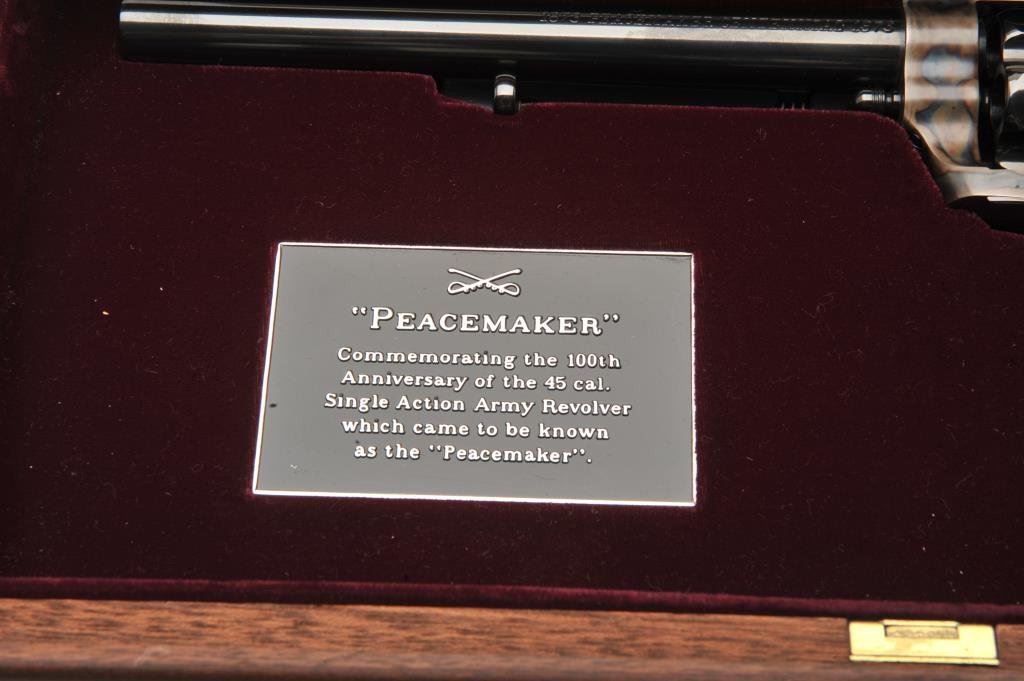 "PEACEMAKER"
Commemorating the 100th
Anniversary of the 45 cal.
Single Action Army Revolver
which came to be known
as the "Peacemaker".